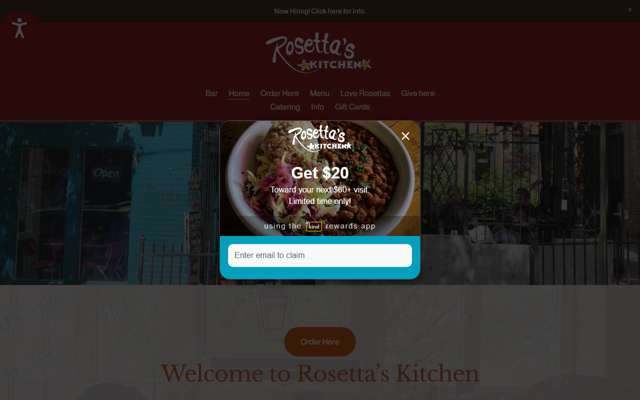 Now Hiring! Click here for info.
Rosetta's
KITCHEN
Bar Home Order Here Menu Love Rosettas Give here
Catering Info Gift Cards
Open
Rosetta's
KITCHEN
Get $20
Toward your next $60+ visit.
Limited time only!
using the kind rewards app
Enter email to claim
Order Here
Welcome to Rosetta's Kitchen